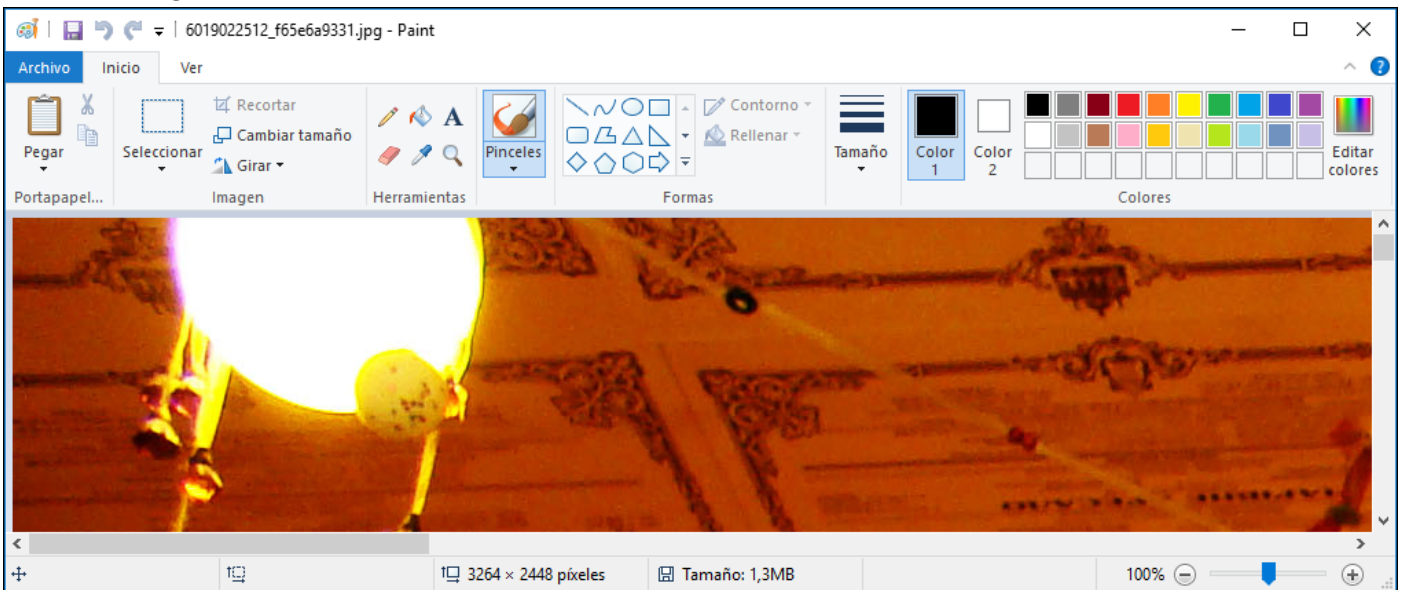 6019022512_f65e6a9331.jpg - Paint
Archivo Inicio Ver
Pegar
Portapapel...
Seleccionar
Recortar
Cambiar tamaño
Girar
Imagen
A
Herramientas
Pinceles
Contorno
Rellenar
Formas
Tamaño
Color 1
Color 2
Editar colores
Colores
3264 × 2448 píxeles
Tamaño: 1,3MB
100%